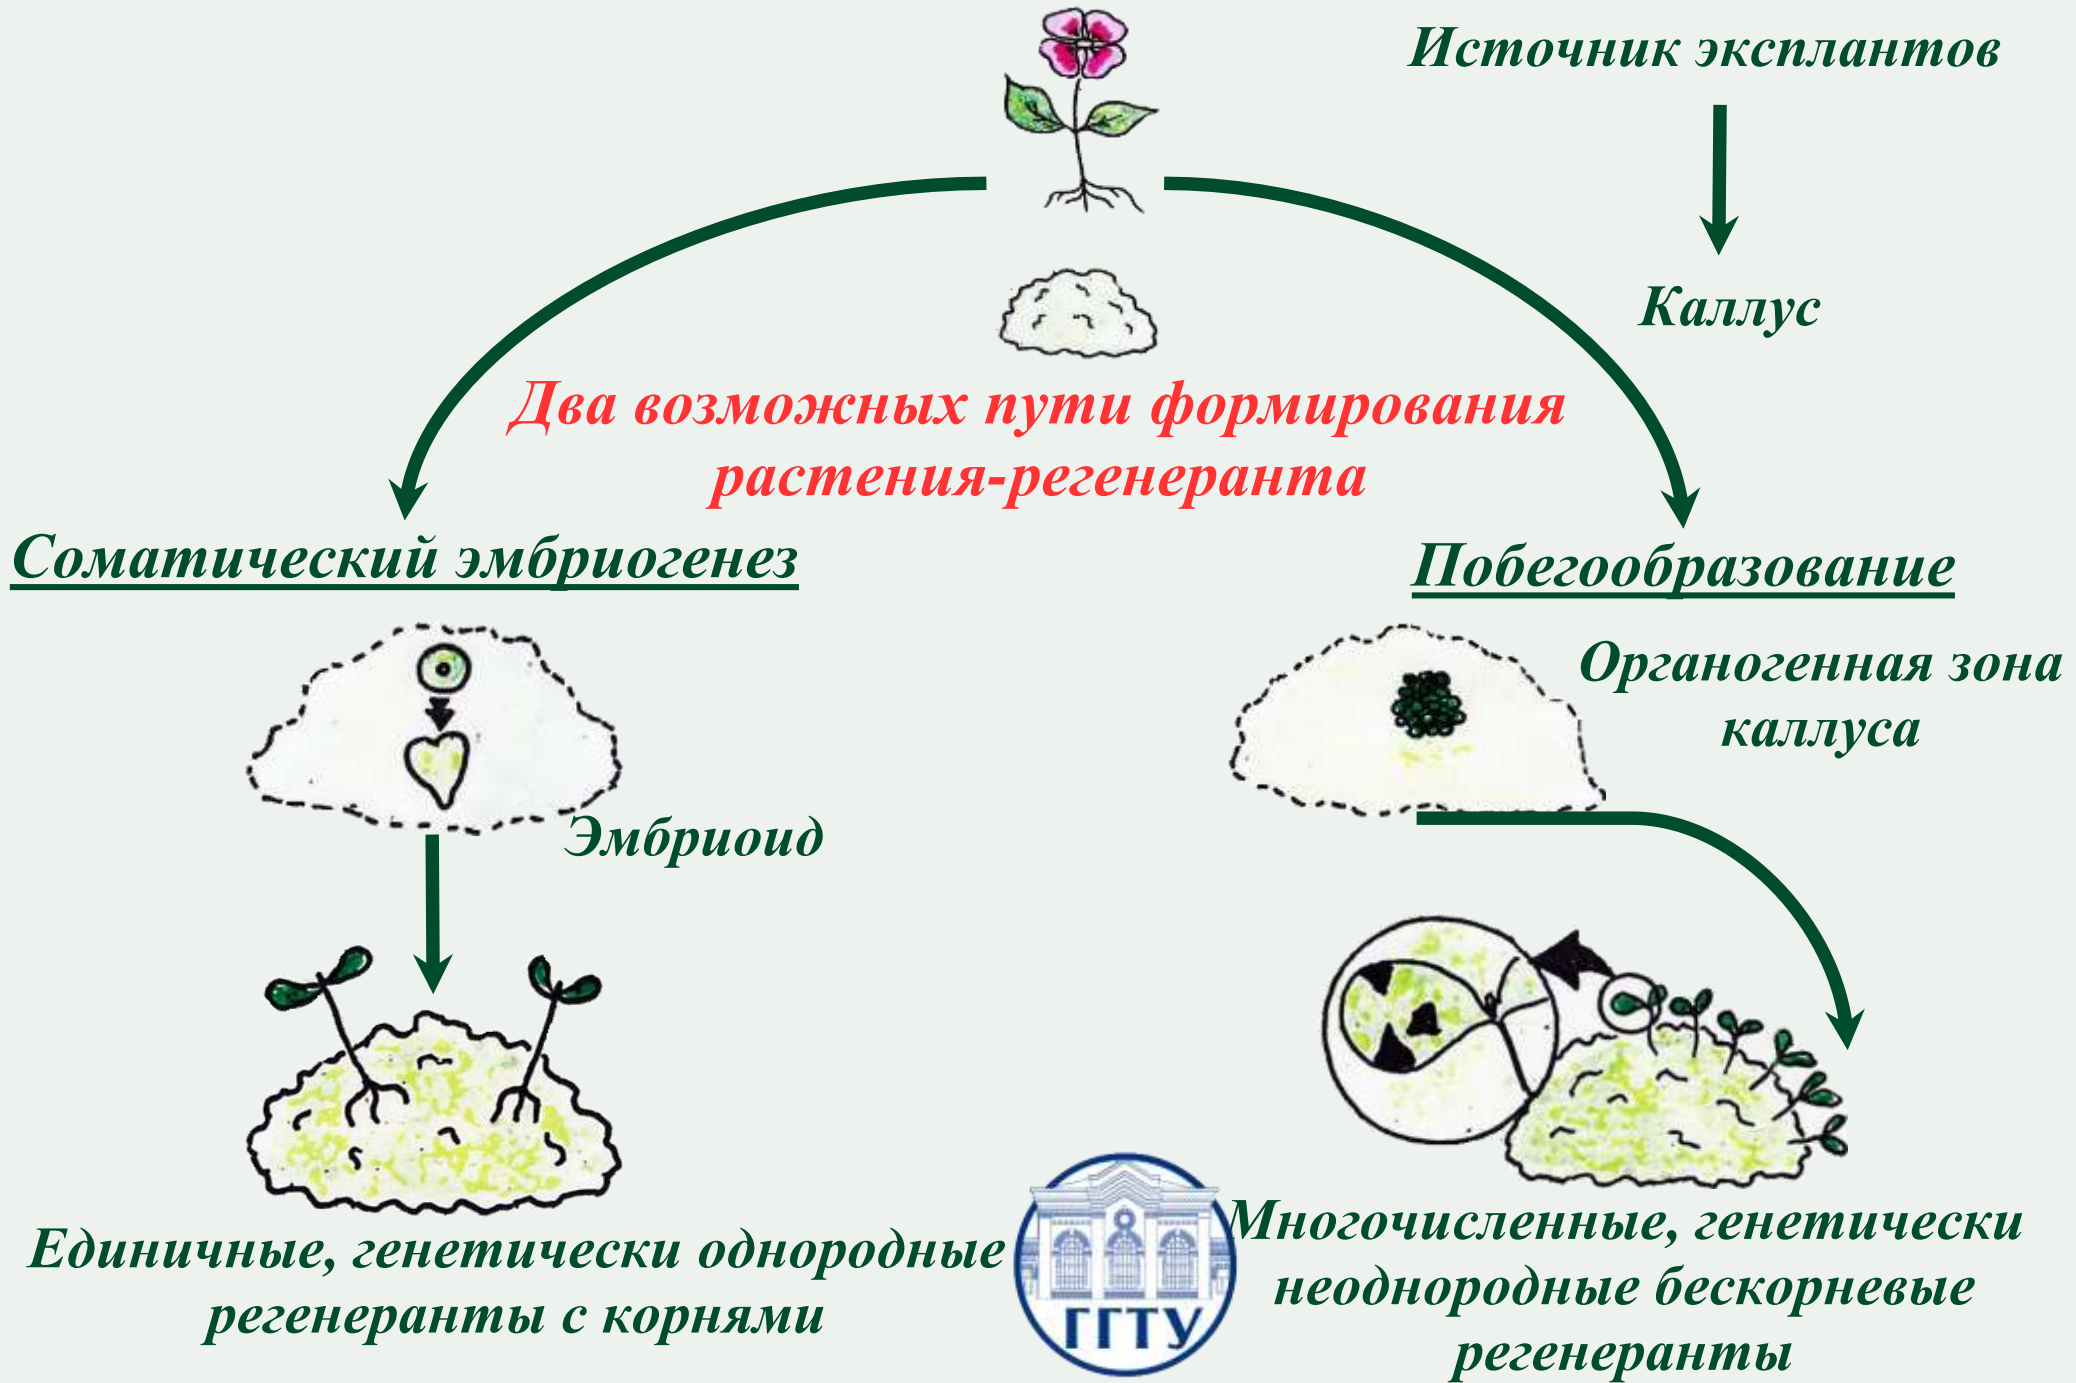 Источник эксплантов
Каллус
Два возможных пути формирования
растения-регенеранта
Соматический эмбриогенез
Побегообразование
Органогенная зона
каллуса
Эмбриоид
Единичные, генетически однородные
регенеранты с корнями
ГГТУ
Многочисленные, генетически
неоднородные бескорневые
регенеранты